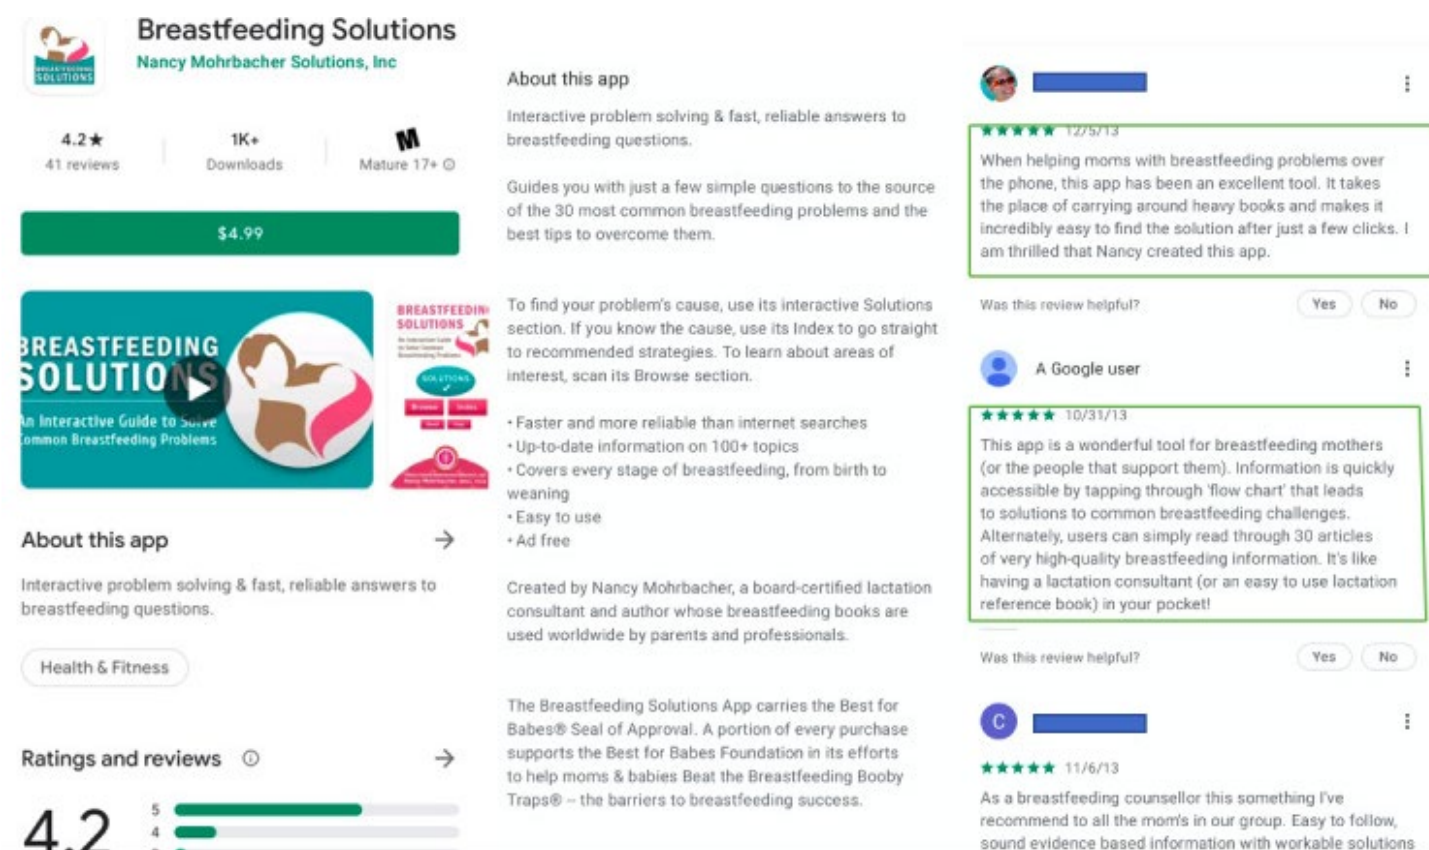 Breastfeeding Solutions
Nancy Mohrbacher Solutions, Inc
SOLUTIONS
4.2★
41 reviews
1K+
Downloads
M
Mature 17+
$4.99
BREASTFEEDING
SOLUTIONS
An Interactive Guide to Solve
Common Breastfeeding Problems
BREASTFEEDIN
SOLUTIONS
SOLUTIONS
About this app
Interactive problem solving & fast, reliable answers to
breastfeeding questions.
Health & Fitness
Ratings and reviews
4.2
5
4
About this app
Interactive problem solving & fast, reliable answers to
breastfeeding questions.
Guides you with just a few simple questions to the source
of the 30 most common breastfeeding problems and the
best tips to overcome them.
To find your problem's cause, use its interactive Solutions
section. If you know the cause, use its Index to go straight
to recommended strategies. To learn about areas of
interest, scan its Browse section.
• Faster and more reliable than internet searches
• Up-to-date information on 100+ topics
• Covers every stage of breastfeeding, from birth to
weaning
• Easy to use
• Ad free
Created by Nancy Mohrbacher, a board-certified lactation
consultant and author whose breastfeeding books are
used worldwide by parents and professionals.
The Breastfeeding Solutions App carries the Best for
Babes® Seal of Approval. A portion of every purchase
supports the Best for Babes Foundation in its efforts
to help moms & babies Beat the Breastfeeding Booby
Traps® -- the barriers to breastfeeding success.
★★★★★ 12/5/13
When helping moms with breastfeeding problems over
the phone, this app has been an excellent tool. It takes
the place of carrying around heavy books and makes it
incredibly easy to find the solution after just a few clicks. I
am thrilled that Nancy created this app.
Was this review helpful?
Yes
No
A Google user
★★★★★ 10/31/13
This app is a wonderful tool for breastfeeding mothers
(or the people that support them). Information is quickly
accessible by tapping through 'flow chart' that leads
to solutions to common breastfeeding challenges.
Alternately, users can simply read through 30 articles
of very high-quality breastfeeding information. It's like
having a lactation consultant (or an easy to use lactation
reference book) in your pocket!
Was this review helpful?
Yes
No
C
★★★★★ 11/6/13
As a breastfeeding counsellor this something I've
recommend to all the mom's in our group. Easy to follow,
sound evidence based information with workable solutions